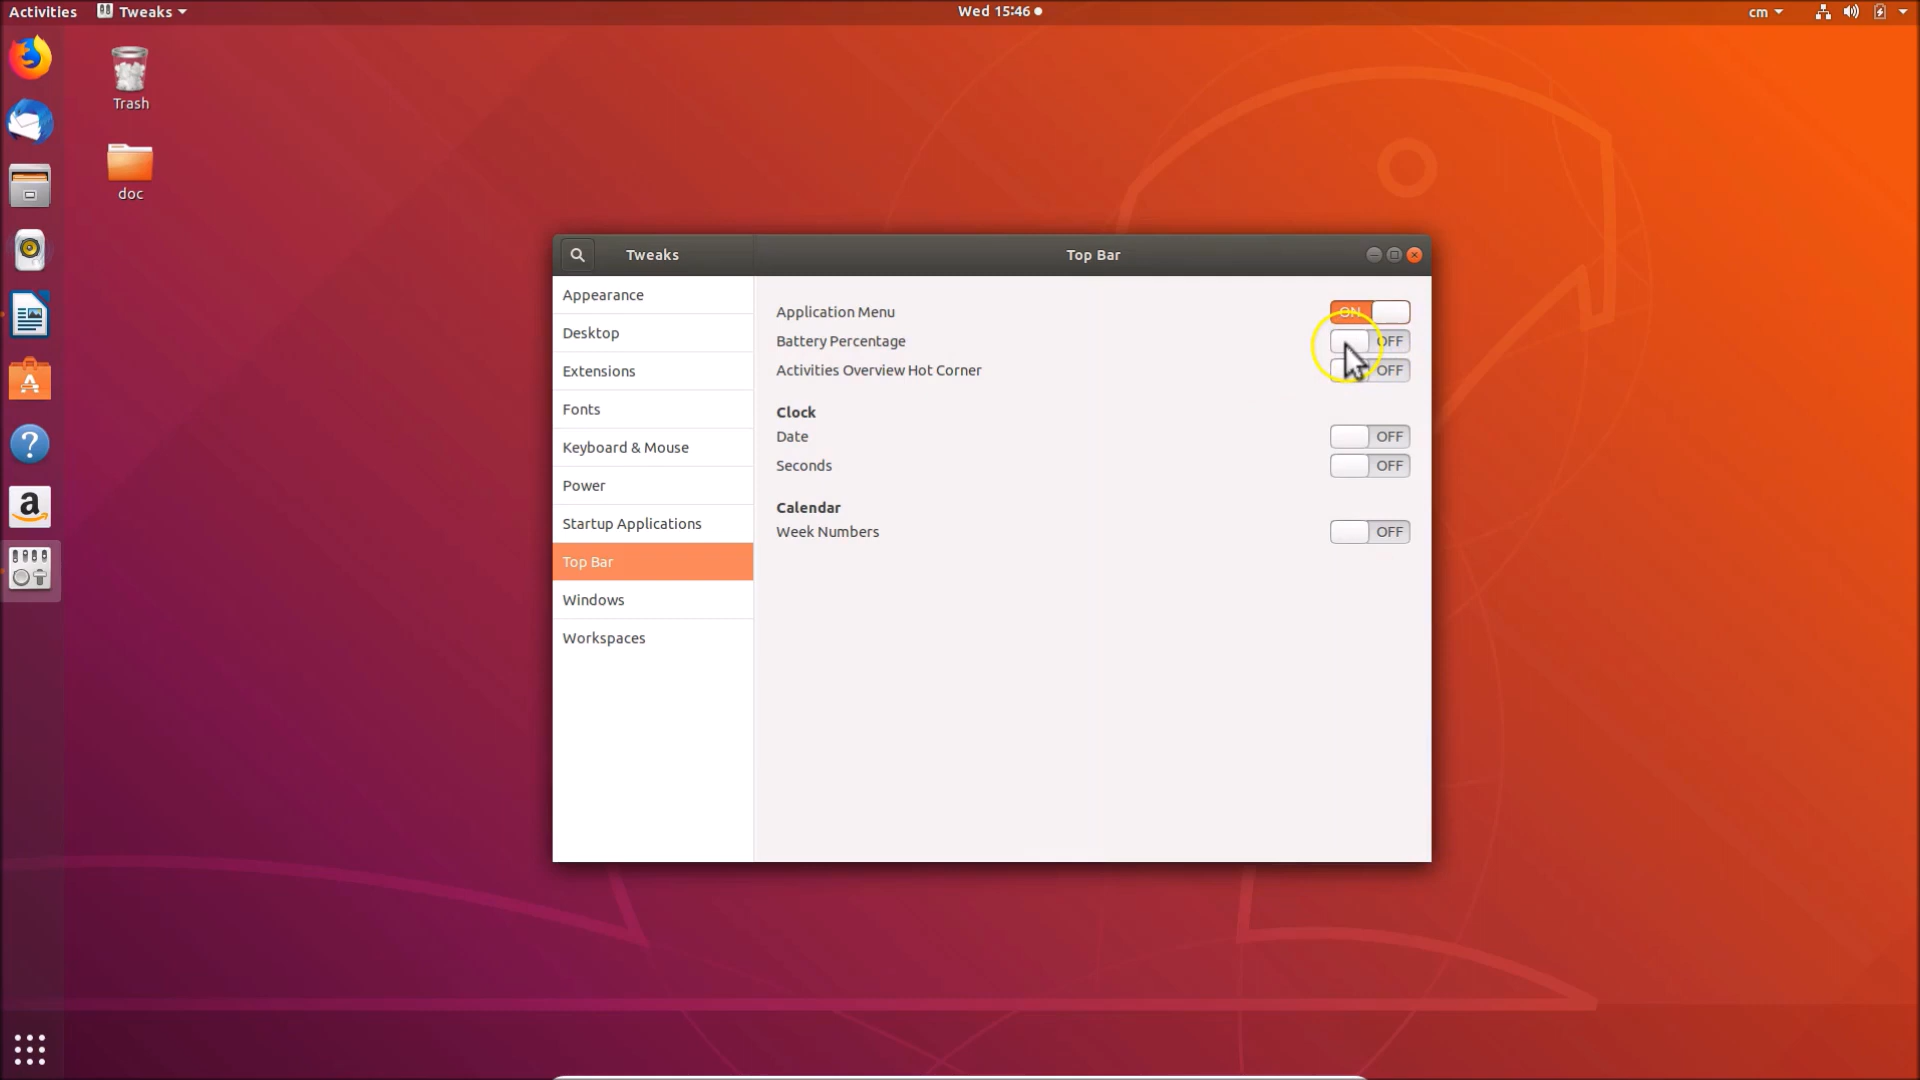 Activities Tweaks Wed 15:46 cm
Trash
doc
Tweaks Top Bar
Appearance
Desktop
Extensions
Fonts
Keyboard & Mouse
Power
Startup Applications
Top Bar
Windows
Workspaces
Application Menu ON
Battery Percentage OFF
Activities Overview Hot Corner OFF
Clock
Date OFF
Seconds OFF
Calendar
Week Numbers OFF